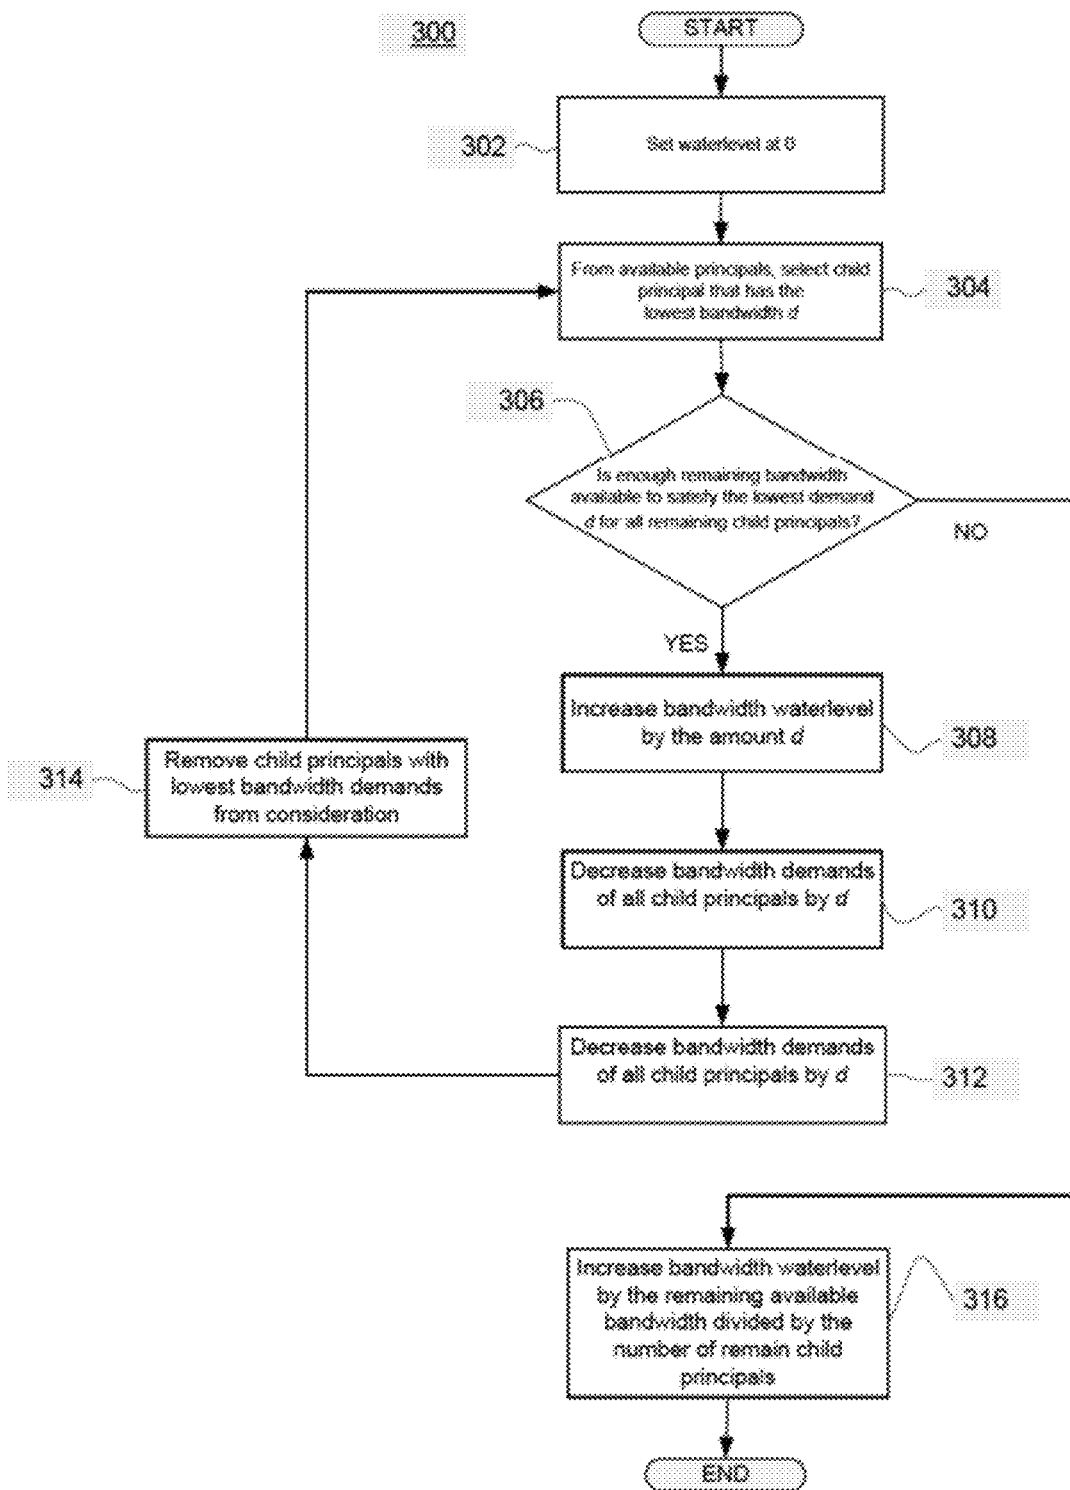 300
START
302
Set waterlevel at 0
From available principals, select child
principal that has the
lowest bandwidth d
304
306
Is enough remaining bandwidth
available to satisfy the lowest demand
d for all remaining child principals?
NO
YES
Increase bandwidth waterlevel
by the amount d
308
314
Remove child principals with
lowest bandwidth demands
from consideration
Decrease bandwidth demands
of all child principals by d
310
Decrease bandwidth demands
of all child principals by d
312
Increase bandwidth waterlevel
by the remaining available
bandwidth divided by the
number of remain child
principals
316
END